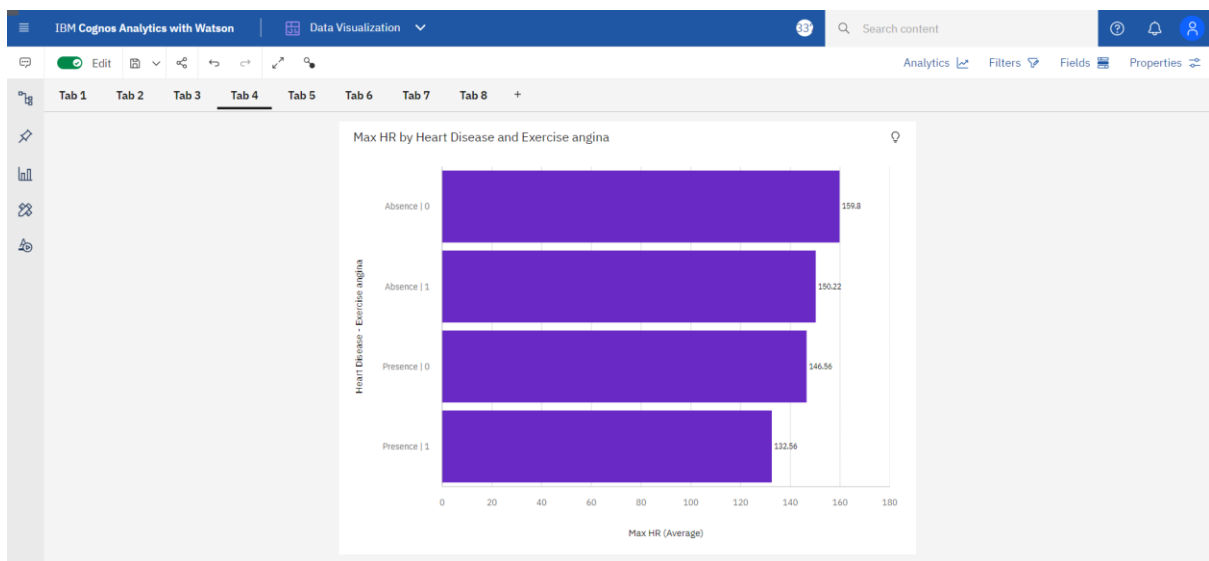 IBM Cognos Analytics with Watson
Data Visualization
Search content
Edit
Analytics
Filters
Fields
Properties
Tab 1 Tab 2 Tab 3 Tab 4 Tab 5 Tab 6 Tab 7 Tab 8 +
Max HR by Heart Disease and Exercise angina
Heart Disease - Exercise angina
Absence | 0
159.8
Absence | 1
150.22
Presence | 0
146.56
Presence | 1
132.56
0 20 40 60 80 100 120 140 160 180
Max HR (Average)